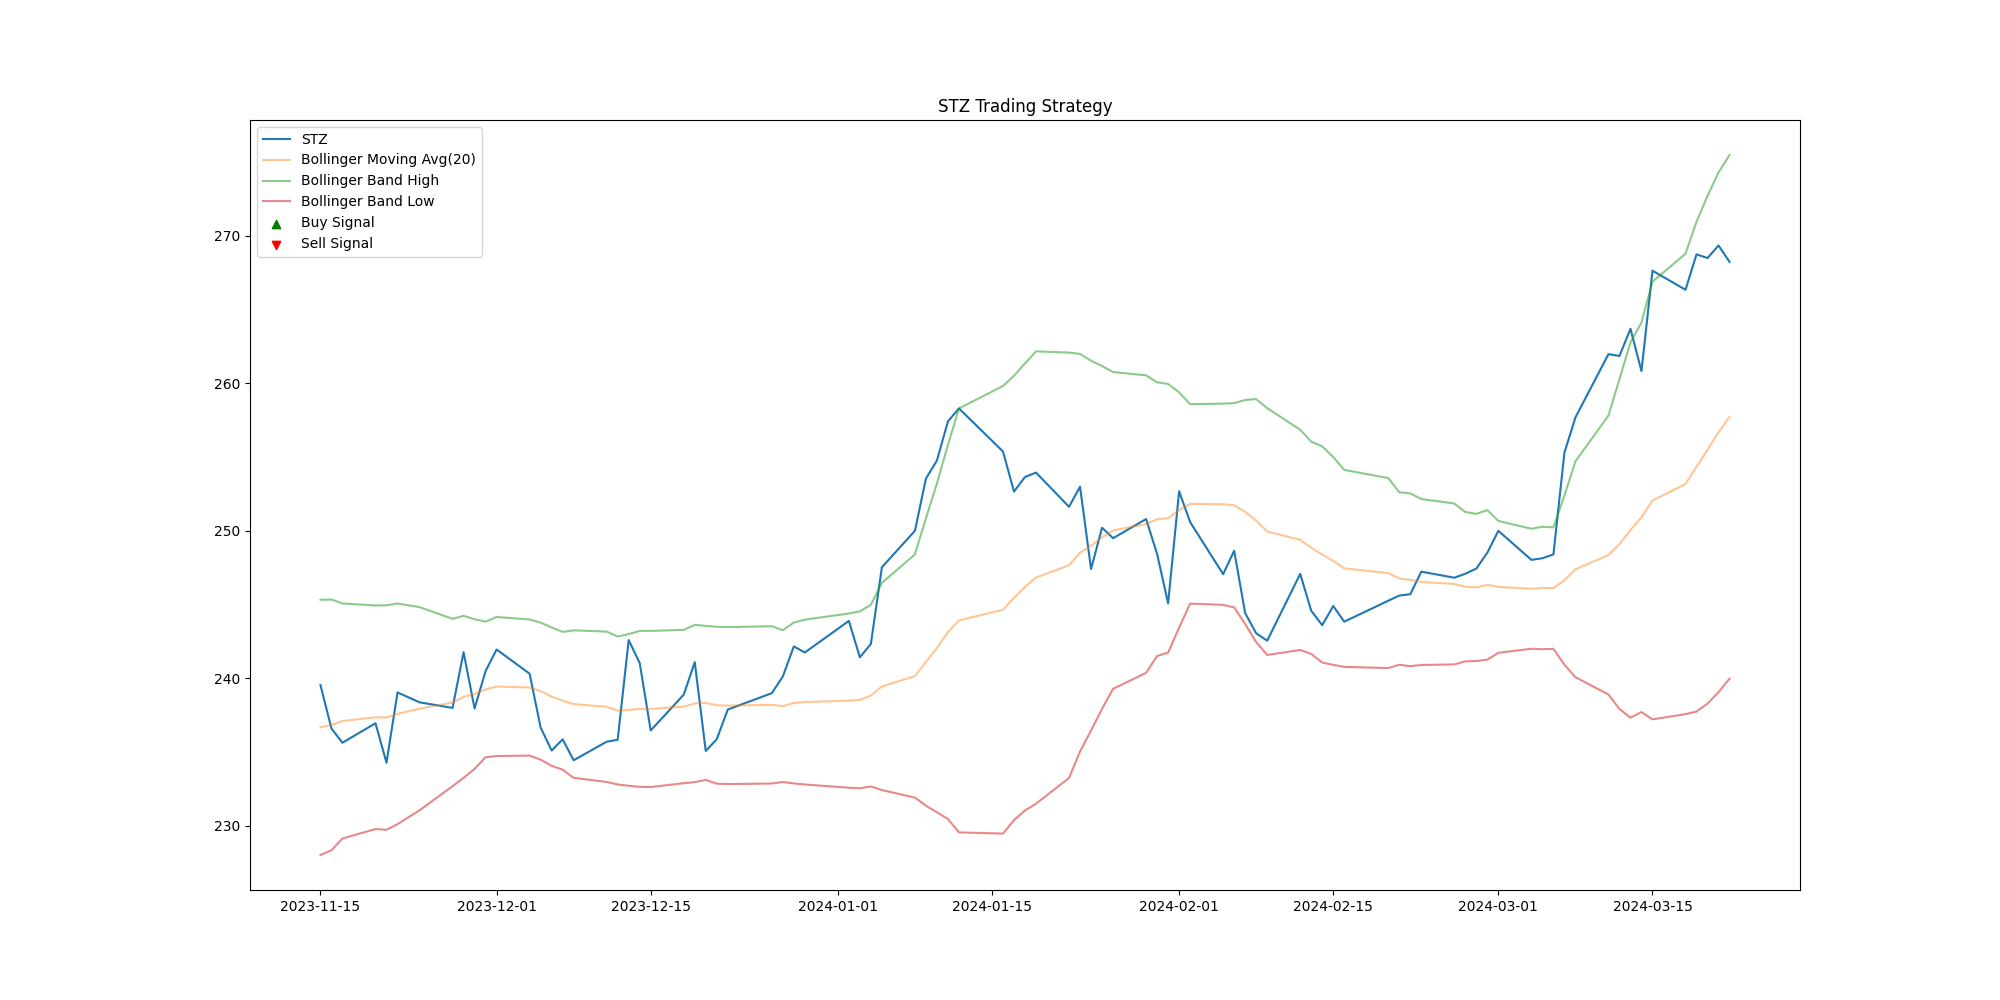 STZ Trading Strategy
STZ
Bollinger Moving Avg(20)
Bollinger Band High
Bollinger Band Low
Buy Signal
Sell Signal
270
260
250
240
230
2023-11-15 2023-12-01 2023-12-15 2024-01-01 2024-01-15 2024-02-01 2024-02-15 2024-03-01 2024-03-15